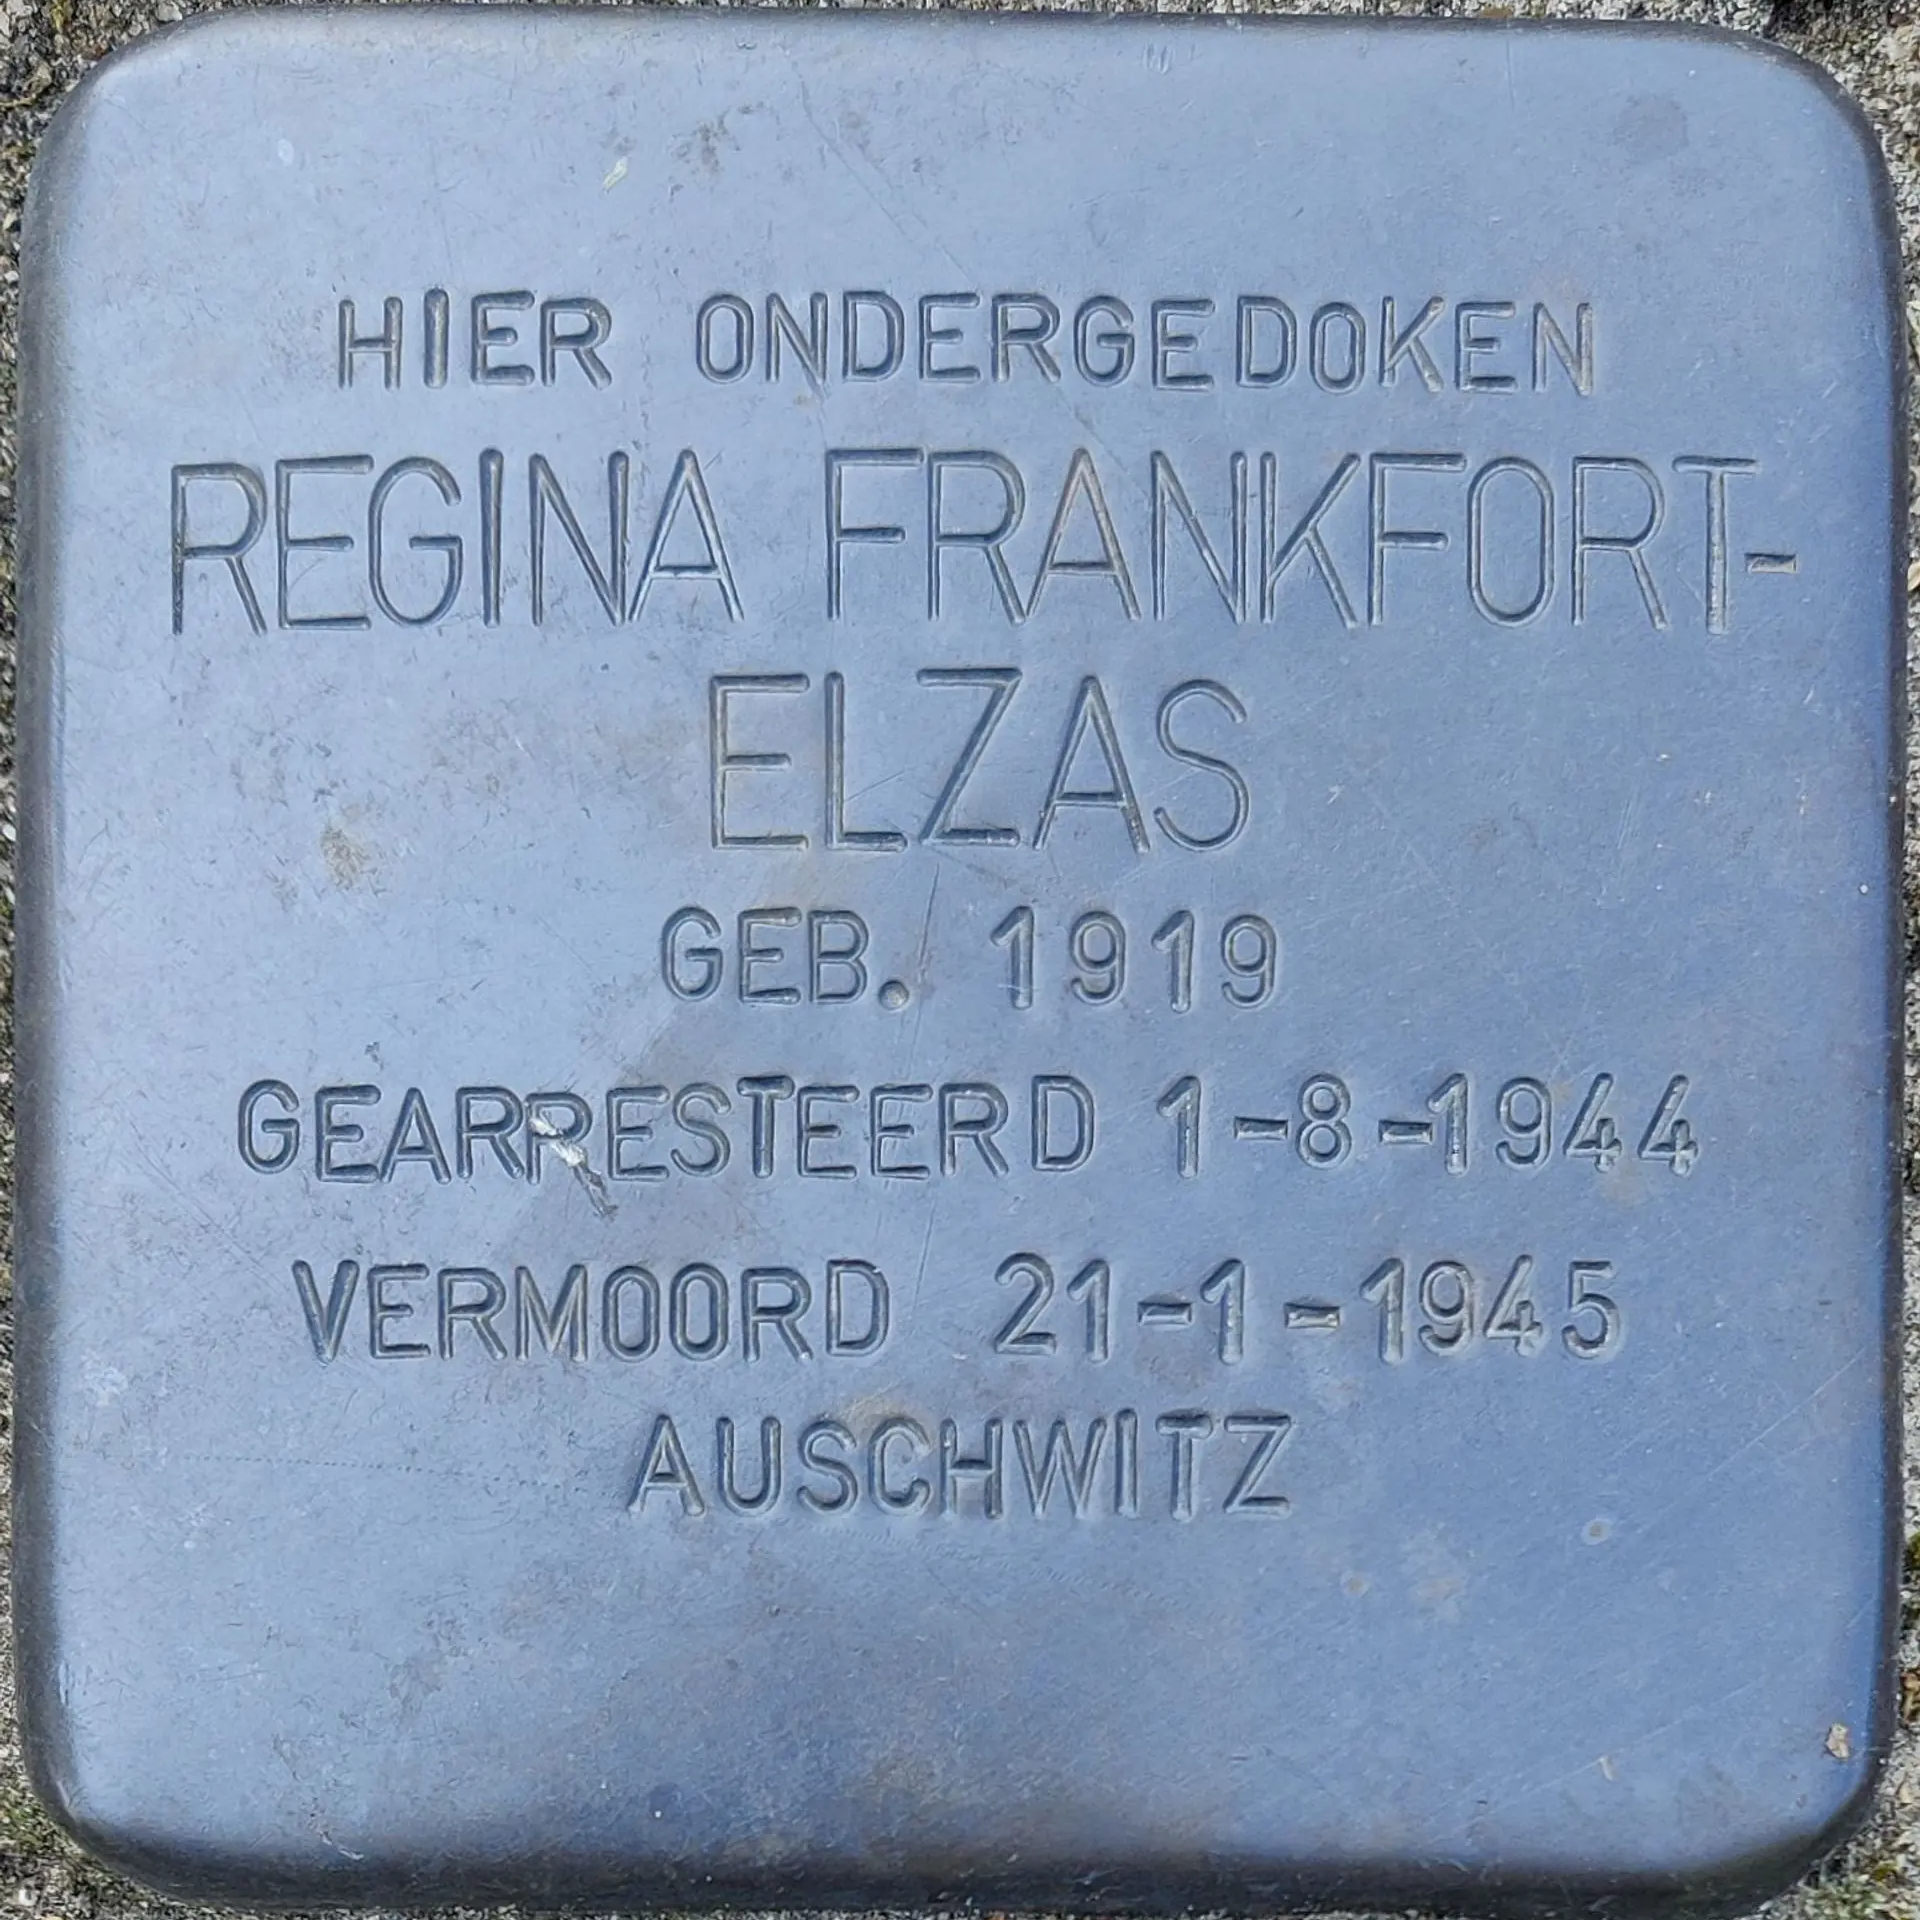 HIER ONDERGEDOKEN
REGINA FRANKFORT-
ELZAS
GEB. 1919
GEARRESTEERD 1-8-1944
VERMOORD 21-1-1945
AUSCHWITZ